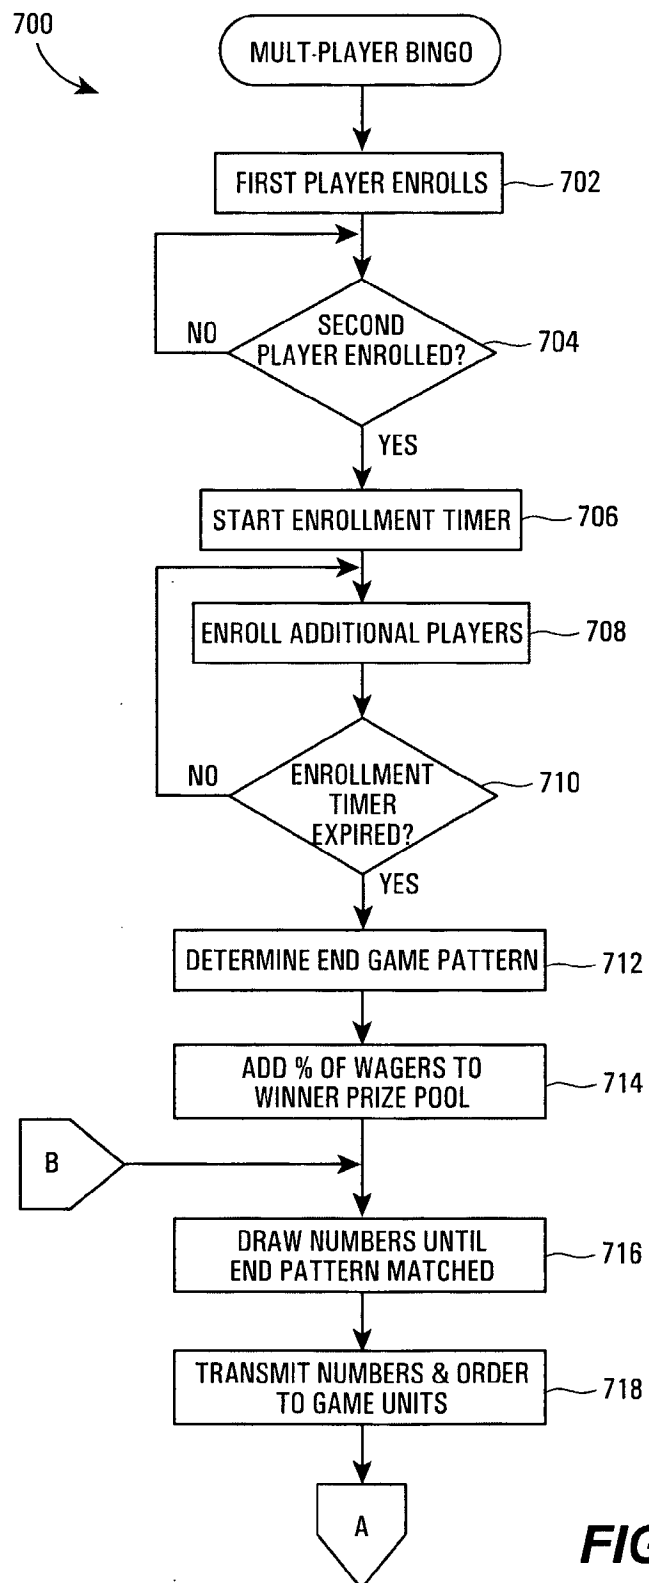 700
MULT-PLAYER BINGO
FIRST PLAYER ENROLLS
702
SECOND
PLAYER ENROLLED?
704
NO
YES
START ENROLLMENT TIMER
706
ENROLL ADDITIONAL PLAYERS
708
NO
ENROLLMENT
TIMER
EXPIRED?
710
YES
DETERMINE END GAME PATTERN
712
ADD % OF WAGERS TO
WINNER PRIZE POOL
714
B
DRAW NUMBERS UNTIL
END PATTERN MATCHED
716
TRANSMIT NUMBERS & ORDER
TO GAME UNITS
718
A
FIG